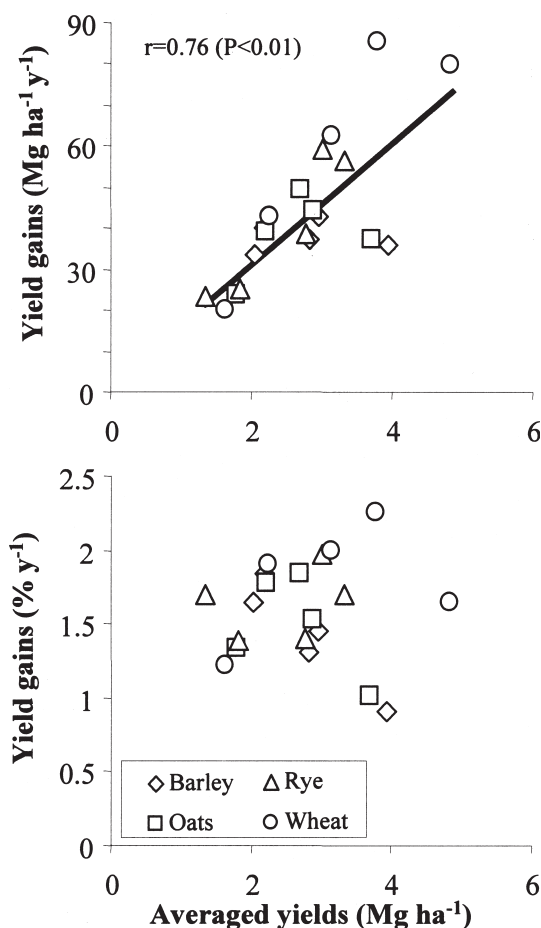 Yield gains (Mg ha⁻¹ y⁻¹)
90
60
30
0
r=0.76 (P<0.01)
0 2 4 6
Yield gains (% y⁻¹)
2.5
2
1.5
1
0.5
0
Barley Rye
Oats Wheat
0 2 4 6
Averaged yields (Mg ha⁻¹)